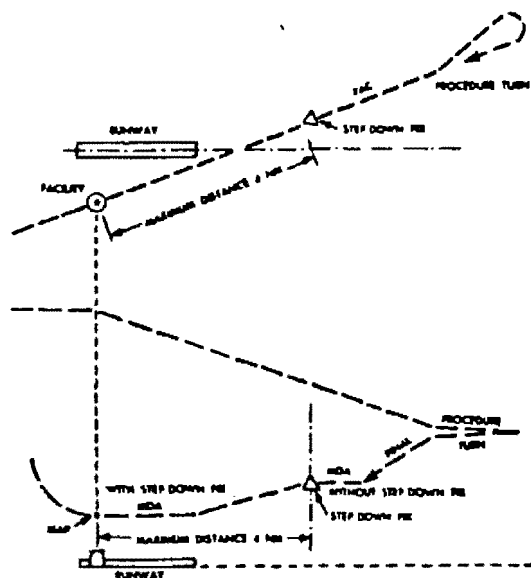 PROCEDURE TURN
FAC
STEP DOWN FIX
RUNWAY
FACILITY
MAXIMUM DISTANCE 4 NM
PROCEDURE
TURN
FINAL
MDA
WITHOUT STEP DOWN FIX
WITH STEP DOWN FIX
MDA
STEP DOWN FIX
MAP
MAXIMUM DISTANCE 4 NM
RUNWAY